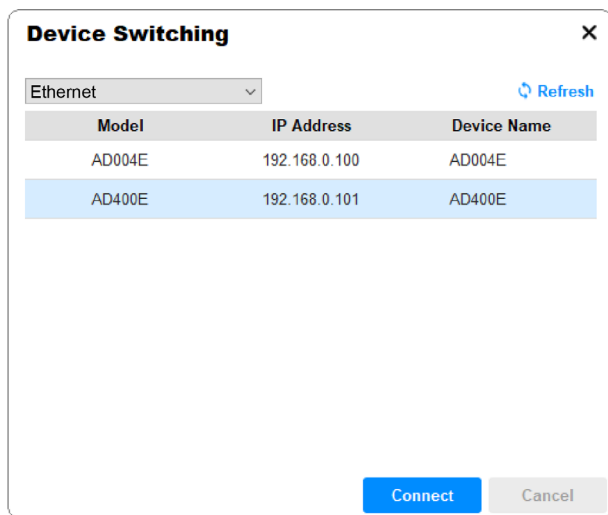 Device Switching
Ethernet Refresh
Model IP Address Device Name
AD004E 192.168.0.100 AD004E
AD400E 192.168.0.101 AD400E
Connect Cancel